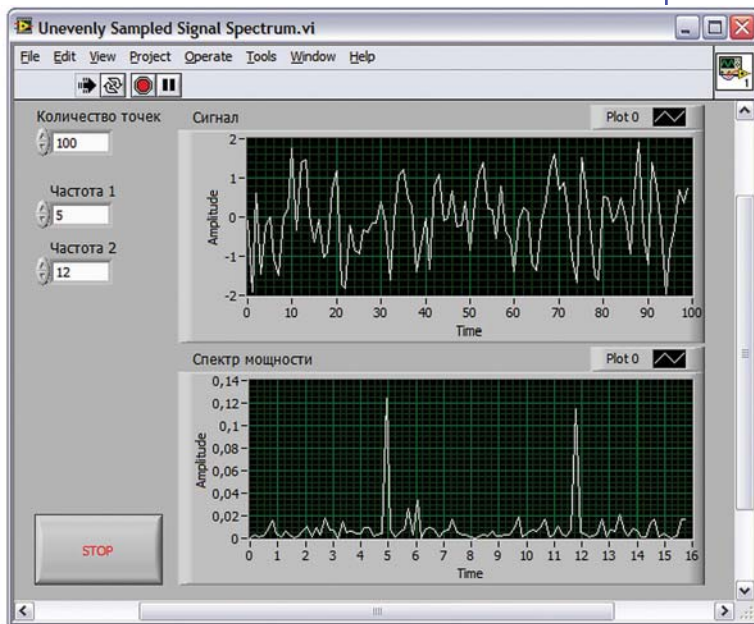 Unevenly Sampled Signal Spectrum.vi
File Edit View Project Operate Tools Window Help
1
Количество точек
100
Частота 1
5
Частота 2
12
STOP
Сигнал
Plot 0
Amplitude
2
1
0
-1
-2
0 10 20 30 40 50 60 70 80 90 100
Time
Спектр мощности
Plot 0
Amplitude
0,14
0,12
0,1
0,08
0,06
0,04
0,02
0
0 1 2 3 4 5 6 7 8 9 10 11 12 13 14 15 16
Time